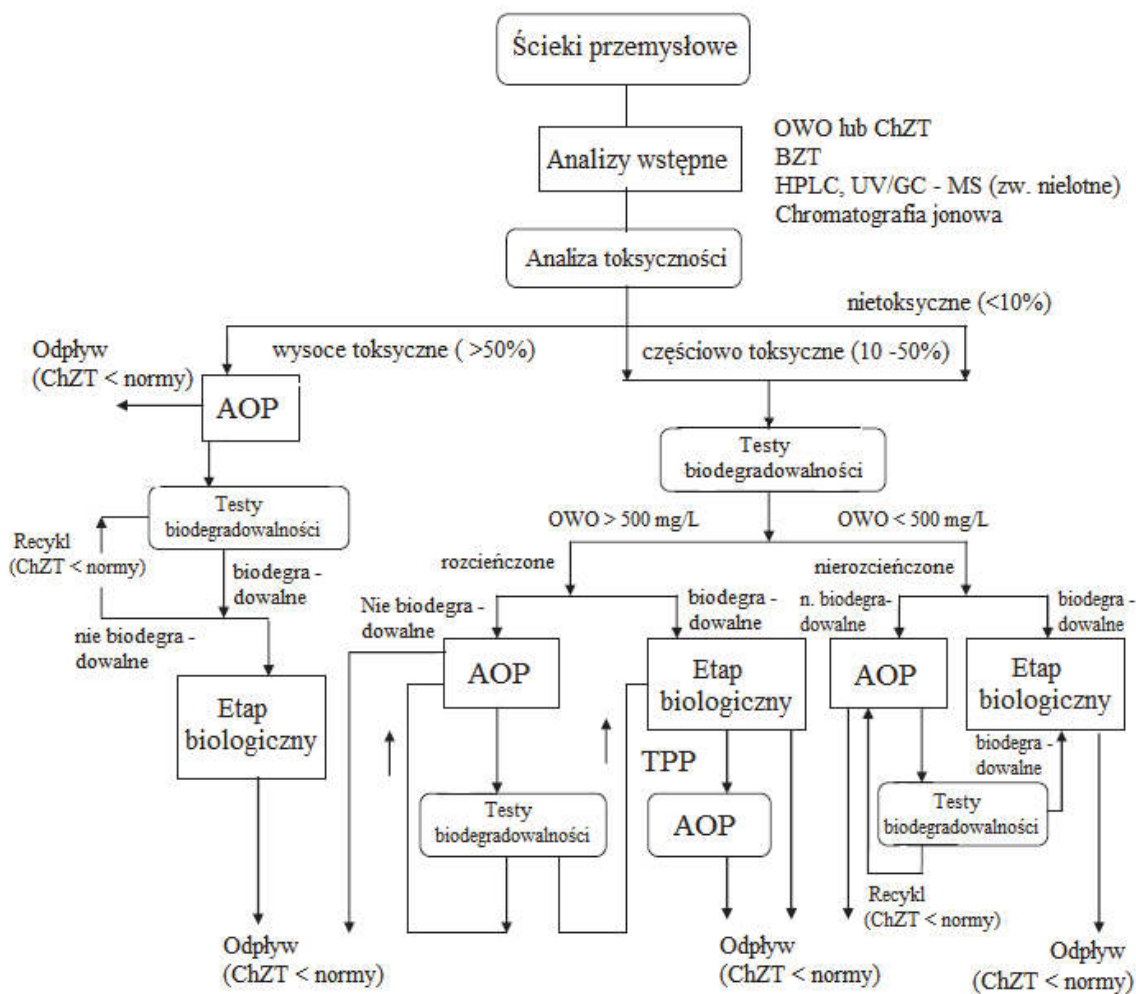 Ścieki przemysłowe
Analizy wstępne
OWO lub ChZT
BZT
HPLC, UV/GC - MS (zw. nielotne)
Chromatografia jonowa
Analiza toksyczności
nietoksyczne (<10%)
wysoce toksyczne ( >50%)
częściowo toksyczne (10 -50%)
Odpływ
(ChZT < normy)
AOP
Testy
biodegradowalności
Testy
biodegradowalności
OWO > 500 mg/L
OWO < 500 mg/L
Recykl
(ChZT < normy)
biodegra -
dowalne
nie biodegra -
dowalne
rozcieńczone
nierozcieńczone
Nie biodegra -
dowalne
biodegra -
dowalne
n. biodegra-
dowalne
biodegra -
dowalne
Etap
biologiczny
AOP
Etap
biologiczny
AOP
Etap
biologiczny
TPP
biodegra -
dowalne
Testy
biodegradowalności
AOP
Testy
biodegradowalności
Recykl
(ChZT < normy)
Odpływ
(ChZT < normy)
Odpływ
(ChZT < normy)
Odpływ
(ChZT < normy)